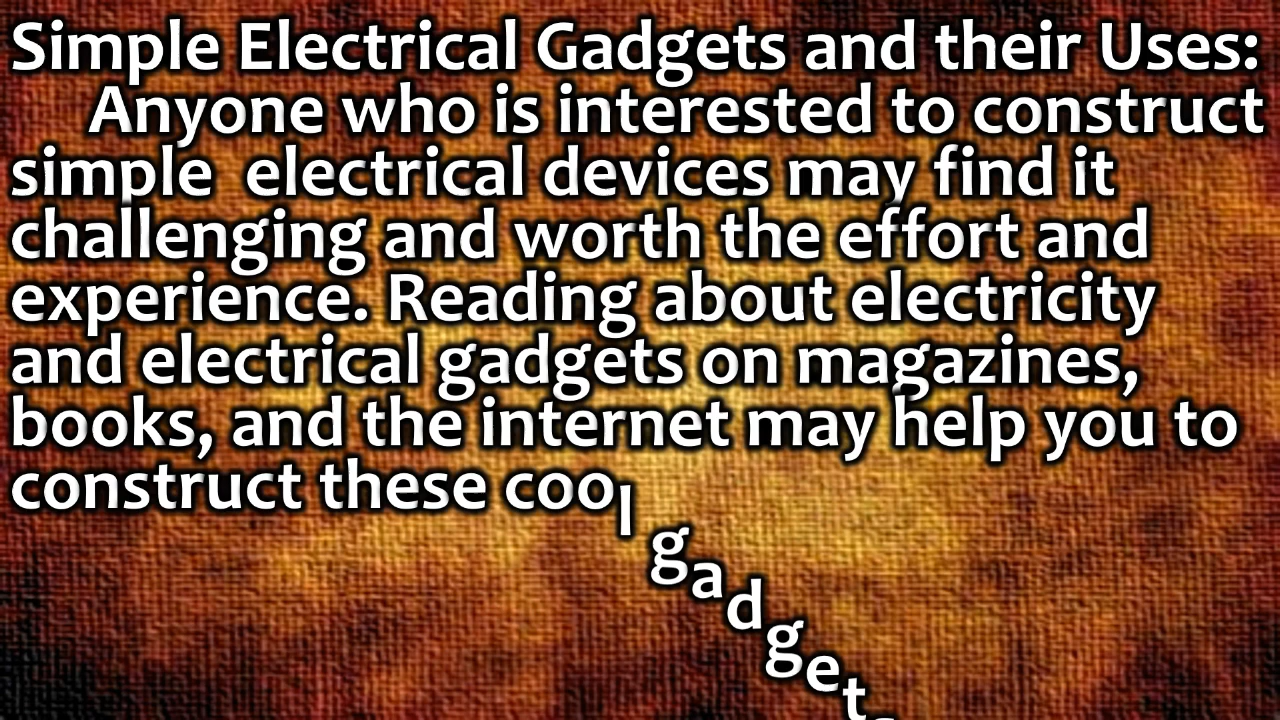 Simple Electrical Gadgets and their Uses:
Anyone who is interested to construct
simple electrical devices may find it
challenging and worth the effort and
experience. Reading about electricity
and electrical gadgets on magazines,
books, and the internet may help you to
construct these cool gadgets